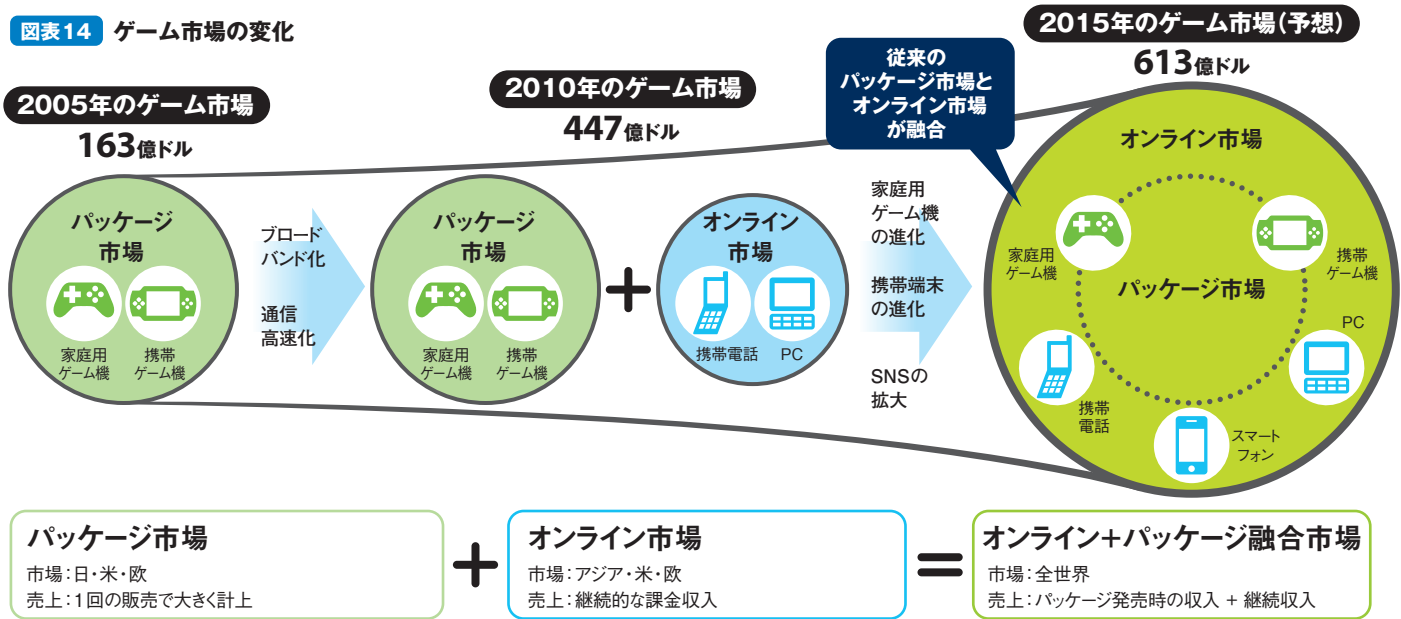 図表14 ゲーム市場の変化
2005年のゲーム市場
163億ドル
パッケージ
市場
家庭用
ゲーム機
携帯
ゲーム機
ブロード
バンド化
通信
高速化
2010年のゲーム市場
447億ドル
パッケージ
市場
家庭用
ゲーム機
携帯
ゲーム機
+
オンライン
市場
携帯電話
PC
家庭用
ゲーム機
の進化
携帯端末
の進化
SNSの
拡大
従来の
パッケージ市場と
オンライン市場
が融合
2015年のゲーム市場(予想)
613億ドル
オンライン市場
家庭用
ゲーム機
携帯
ゲーム機
パッケージ市場
PC
携帯
電話
スマート
フォン
パッケージ市場
市場:日・米・欧
売上:1回の販売で大きく計上
+
オンライン市場
市場:アジア・米・欧
売上:継続的な課金収入
=
オンライン+パッケージ融合市場
市場:全世界
売上:パッケージ発売時の収入 + 継続収入